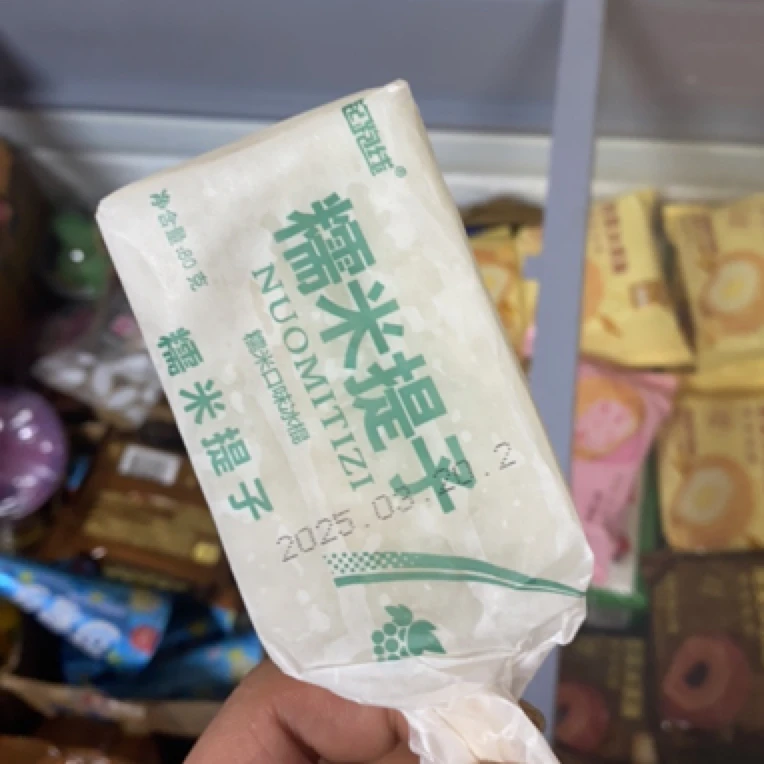 糯米提子
NUOMITIZI
糯米口味冰棍
净含量:80克
糯米提子
2025.03.20.2